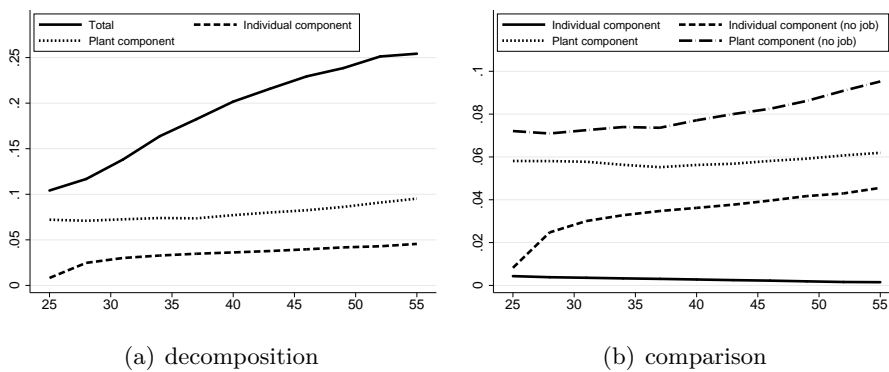 Total
Individual component
Plant component
.25
.2
.15
.1
.05
0
25 30 35 40 45 50 55
(a) decomposition
Individual component
Individual component (no job)
Plant component
Plant component (no job)
.1
.08
.06
.04
.02
0
25 30 35 40 45 50 55
(b) comparison